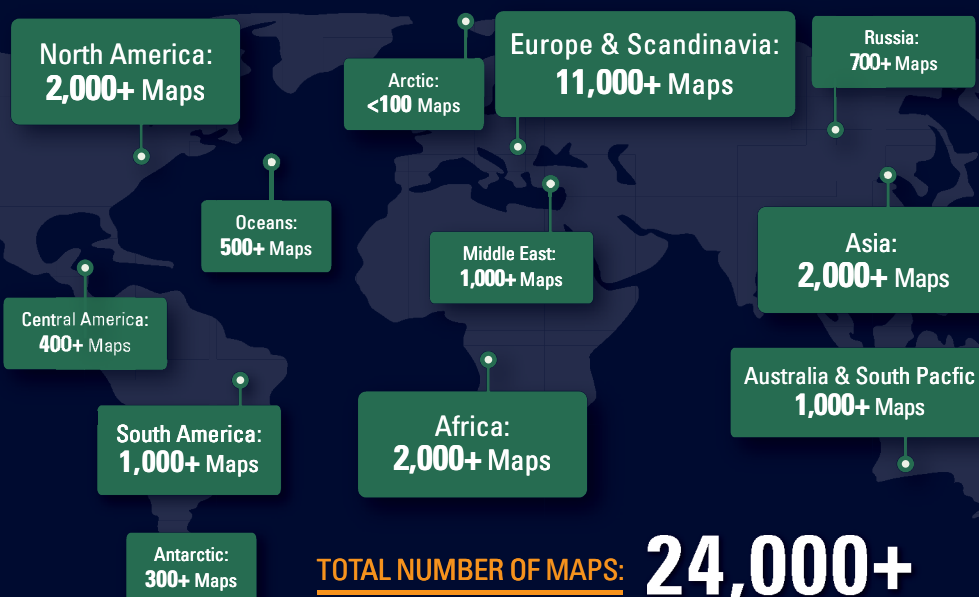 North America:
2,000+ Maps
Arctic:
<100 Maps
Europe & Scandinavia:
11,000+ Maps
Russia:
700+ Maps
Oceans:
500+ Maps
Middle East:
1,000+ Maps
Asia:
2,000+ Maps
Central America:
400+ Maps
Australia & South Pacfic
1,000+ Maps
South America:
1,000+ Maps
Africa:
2,000+ Maps
Antarctic:
300+ Maps
TOTAL NUMBER OF MAPS: 24,000+